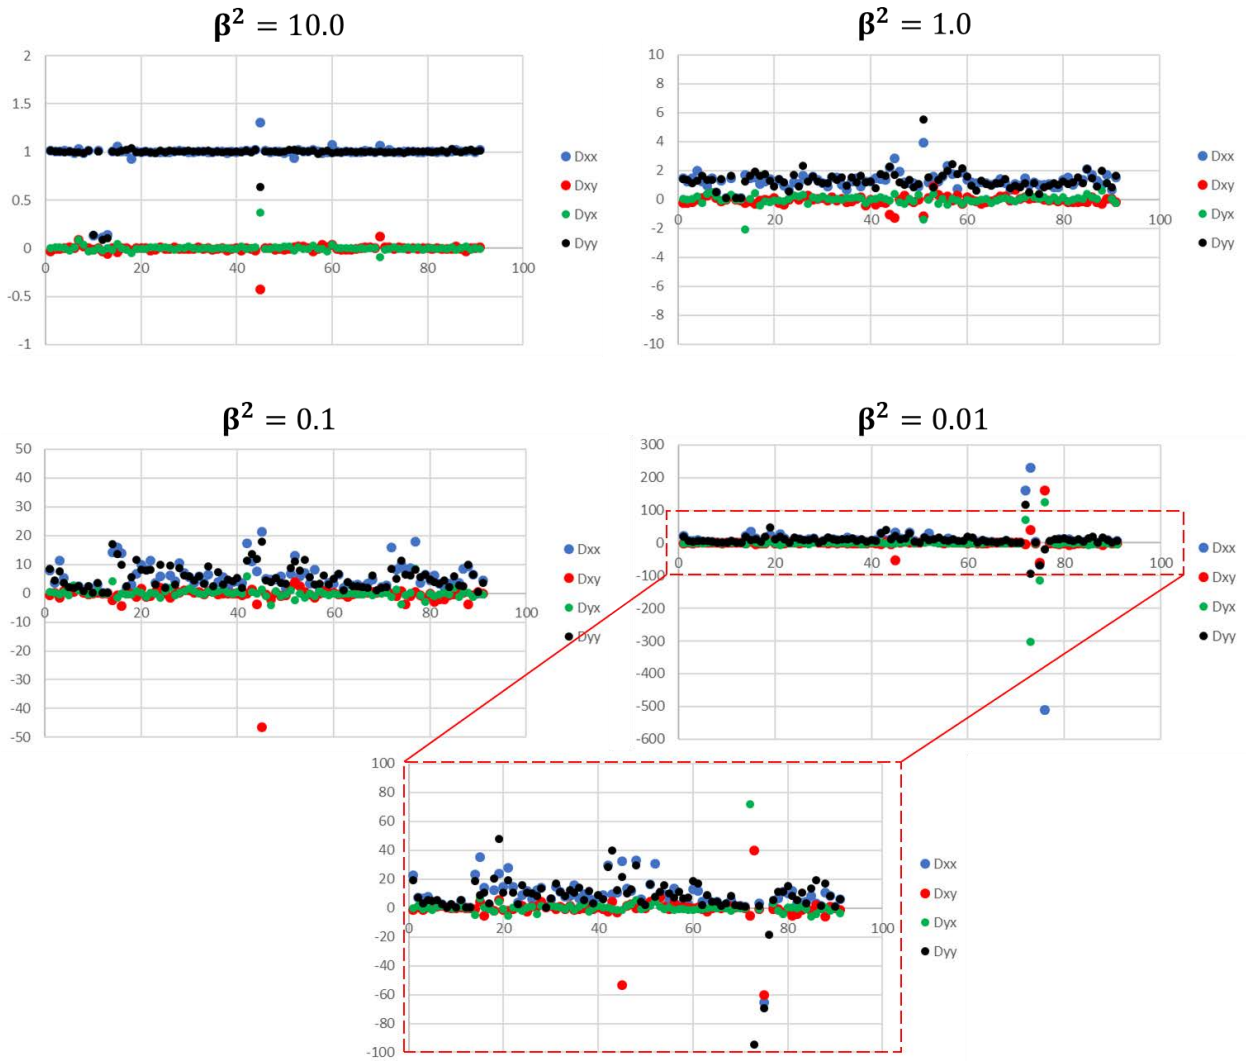 β² = 10.0
2
1.5
1
0.5
0
-0.5
-1
0 20 40 60 80 100
Dxx
Dxy
Dyx
Dyy
β² = 1.0
10
8
6
4
2
0
-2
-4
-6
-8
-10
0 20 40 60 80 100
Dxx
Dxy
Dyx
Dyy
β² = 0.1
50
40
30
20
10
0
-10
-20
-30
-40
-50
0 20 40 60 80 100
Dxx
Dxy
Dyx
Dyy
β² = 0.01
300
200
100
0
-100
-200
-300
-400
-500
-600
0 20 40 60 80 100
Dxx
Dxy
Dyx
Dyy
100
80
60
40
20
0
-20
-40
-60
-80
-100
0 20 40 60 80 100
Dxx
Dxy
Dyx
Dyy